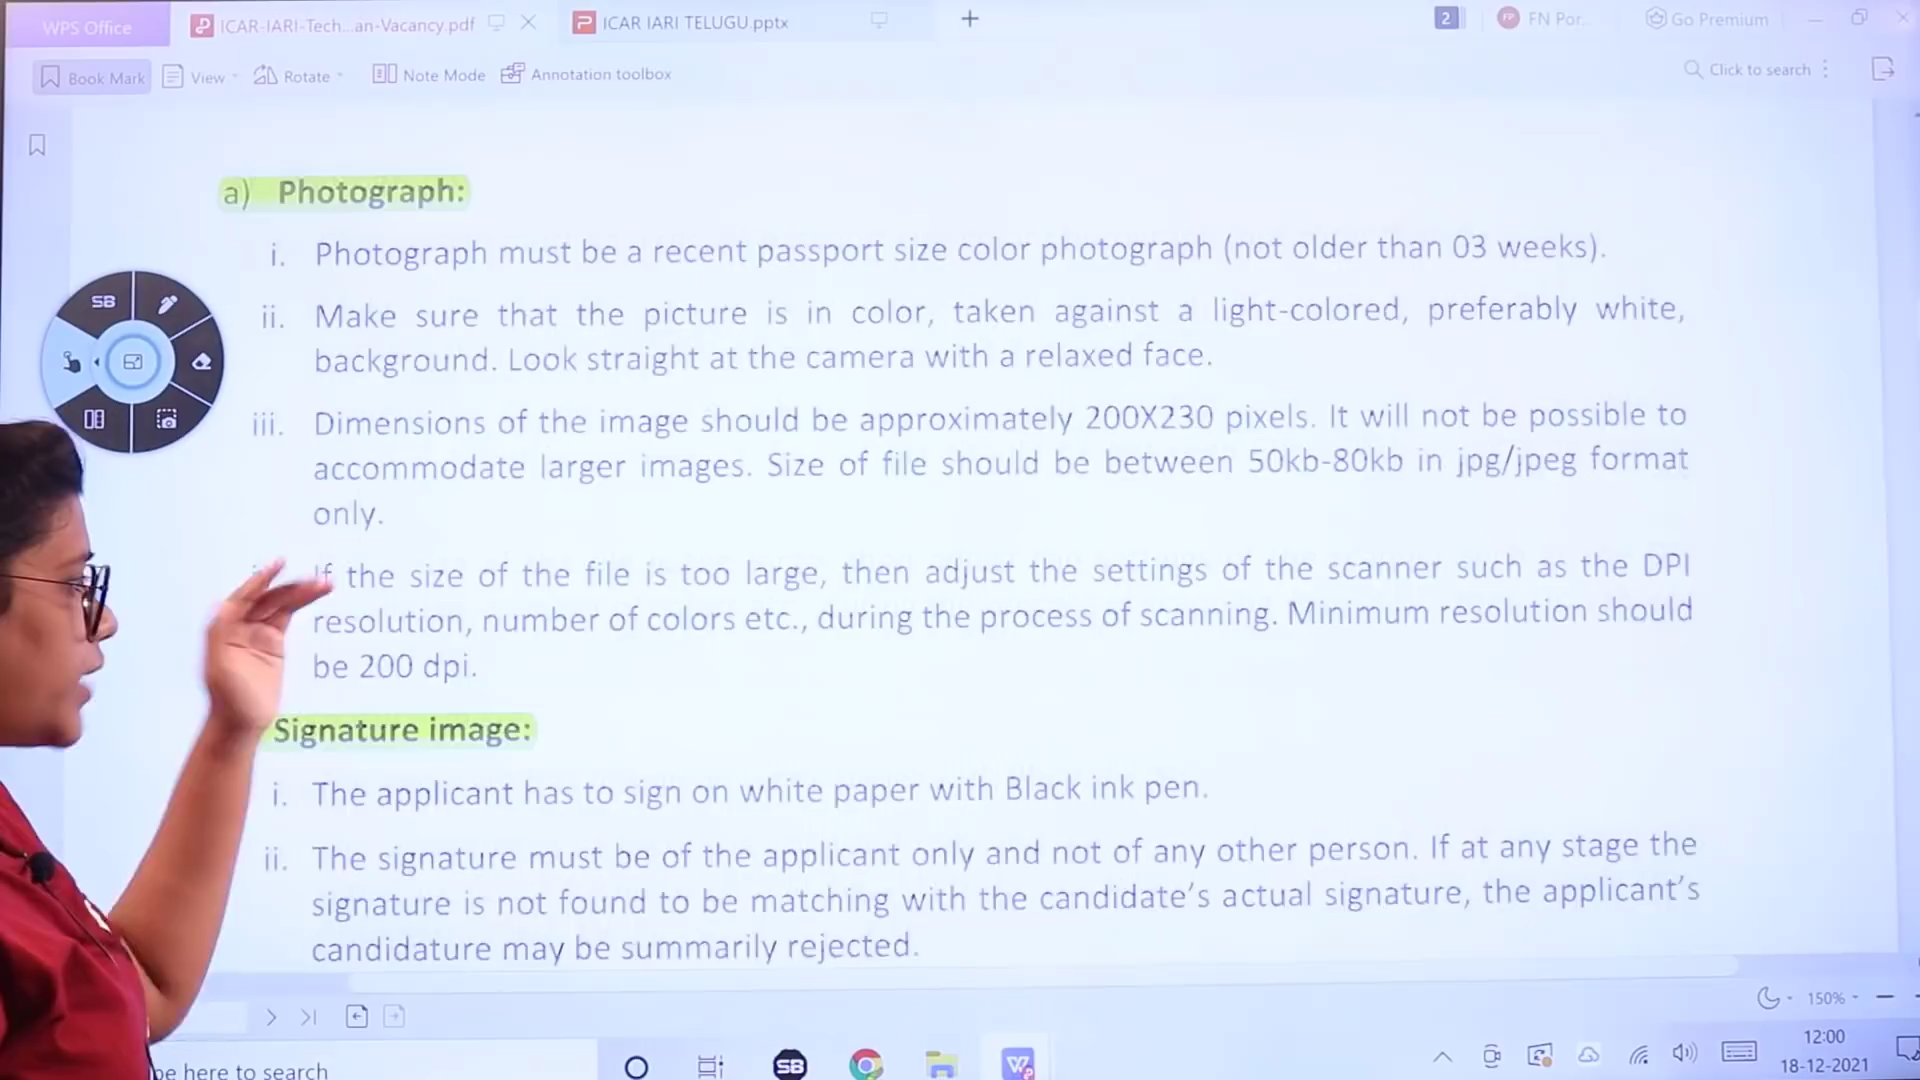 WPS Office
ICAR-IARI-Tech...an-Vacancy.pdf
ICAR IARI TELUGU.pptx
2
FP
FN Por...
Go Premium
Book Mark
View
Rotate
Note Mode
Annotation toolbox
Click to search
a) Photograph:
i. Photograph must be a recent passport size color photograph (not older than 03 weeks).
ii. Make sure that the picture is in color, taken against a light-colored, preferably white,
background. Look straight at the camera with a relaxed face.
iii. Dimensions of the image should be approximately 200X230 pixels. It will not be possible to
accommodate larger images. Size of file should be between 50kb-80kb in jpg/jpeg format
only.
If the size of the file is too large, then adjust the settings of the scanner such as the DPI
resolution, number of colors etc., during the process of scanning. Minimum resolution should
be 200 dpi.
Signature image:
i. The applicant has to sign on white paper with Black ink pen.
ii. The signature must be of the applicant only and not of any other person. If at any stage the
signature is not found to be matching with the candidate's actual signature, the applicant's
candidature may be summarily rejected.
SB
150%
pe here to search
SB
12:00
18-12-2021